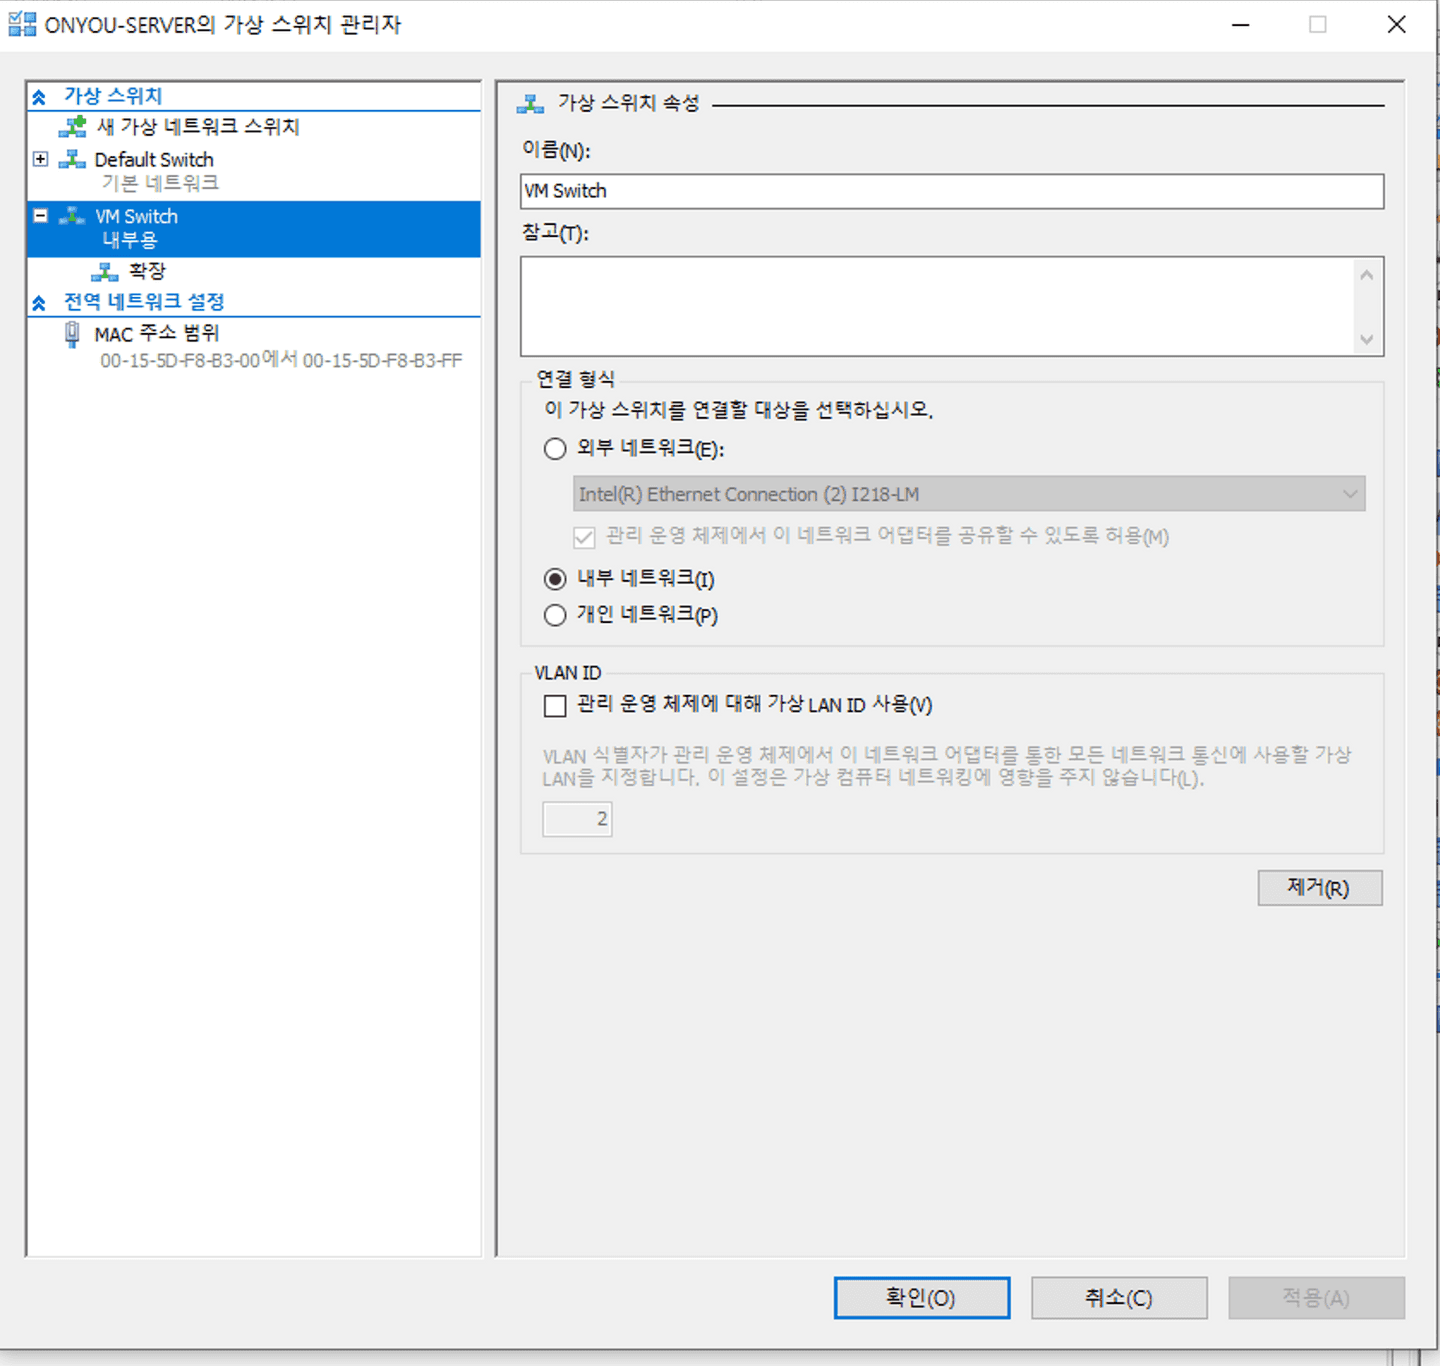 ONYOU-SERVER의 가상 스위치 관리자
가상 스위치
새 가상 네트워크 스위치
Default Switch
기본 네트워크
VM Switch
내부용
확장
전역 네트워크 설정
MAC 주소 범위
00-15-5D-F8-B3-00에서 00-15-5D-F8-B3-FF
가상 스위치 속성
이름(N):
VM Switch
참고(T):
연결 형식
이 가상 스위치를 연결할 대상을 선택하십시오.
외부 네트워크(E):
Intel(R) Ethernet Connection (2) I218-LM
관리 운영 체제에서 이 네트워크 어댑터를 공유할 수 있도록 허용(M)
내부 네트워크(I)
개인 네트워크(P)
VLAN ID
관리 운영 체제에 대해 가상 LAN ID 사용(V)
VLAN 식별자가 관리 운영 체제에서 이 네트워크 어댑터를 통한 모든 네트워크 통신에 사용할 가상
LAN을 지정합니다. 이 설정은 가상 컴퓨터 네트워킹에 영향을 주지 않습니다(L).
2
제거(R)
확인(O)
취소(C)
적용(A)